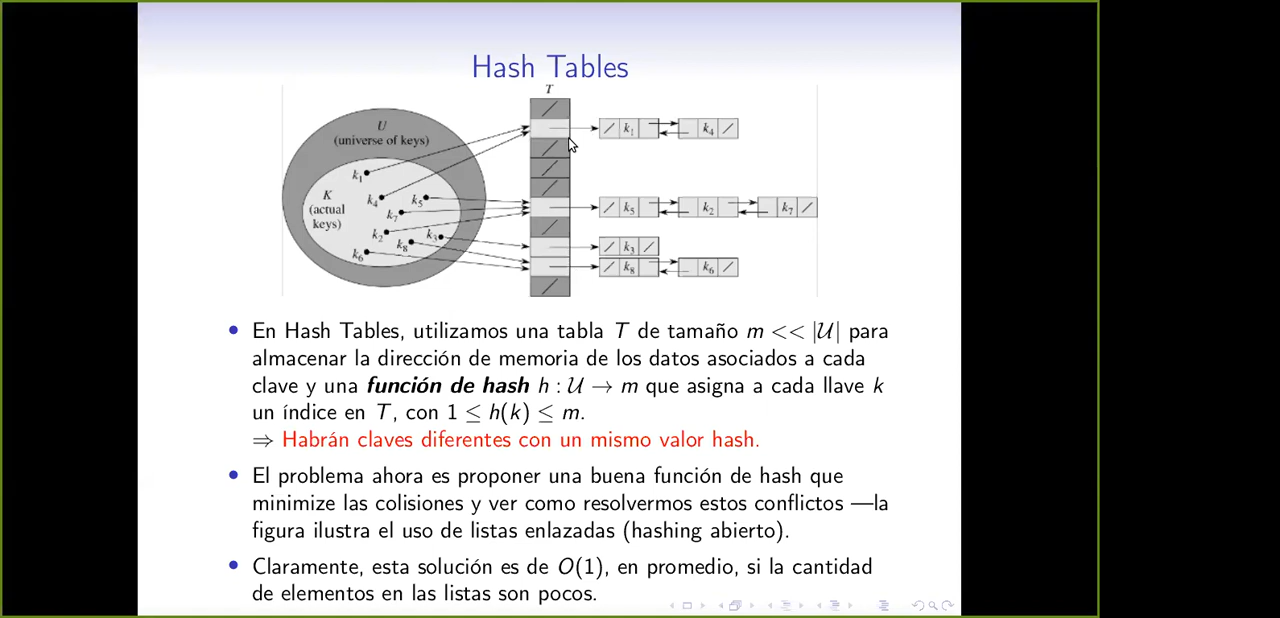 Hash Tables
T
U
(universe of keys)
K
(actual
keys)
k1
k4
k5
k7
k2
k8
k3
k6
k1 k4
k5 k2 k7
k3
k8 k6
• En Hash Tables, utilizamos una tabla T de tamaño m << |U| para
almacenar la dirección de memoria de los datos asociados a cada
clave y una función de hash h : U → m que asigna a cada llave k
un índice en T, con 1 ≤ h(k) ≤ m.
⇒ Habrán claves diferentes con un mismo valor hash.
• El problema ahora es proponer una buena función de hash que
minimize las colisiones y ver como resolvermos estos conflictos —la
figura ilustra el uso de listas enlazadas (hashing abierto).
• Claramente, esta solución es de O(1), en promedio, si la cantidad
de elementos en las listas son pocos.